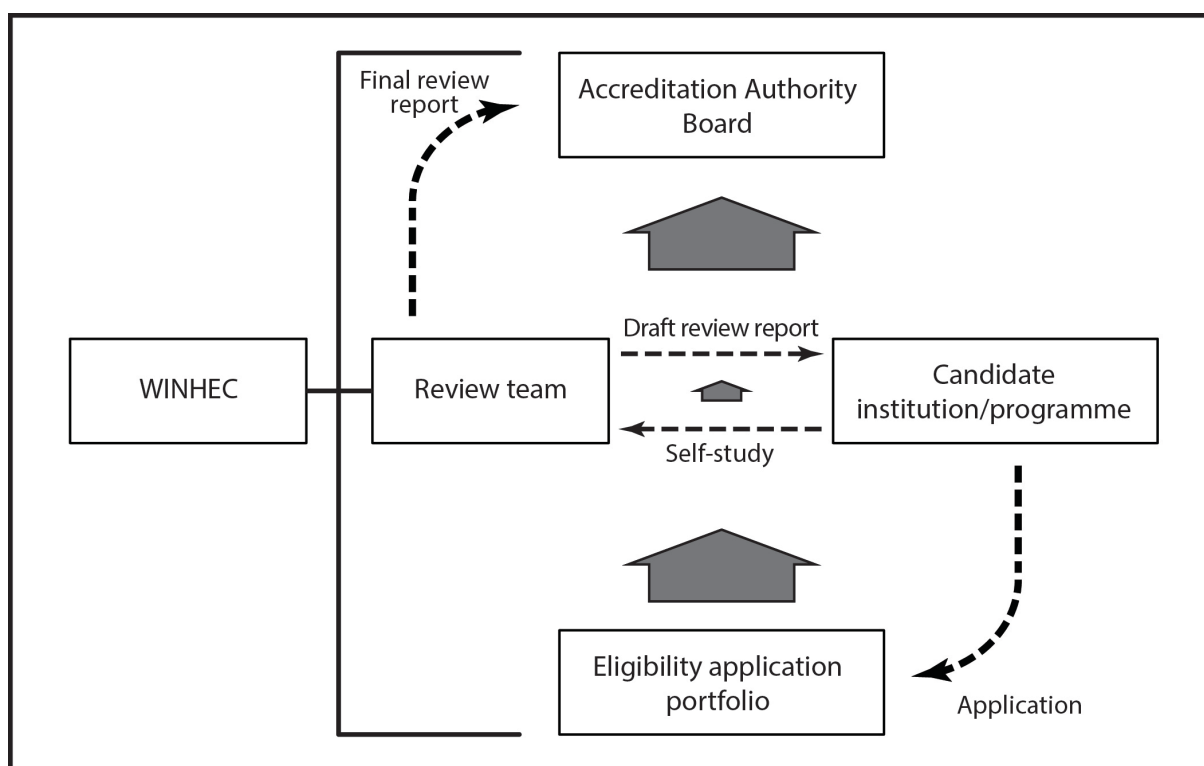 Final review
report
Accreditation Authority
Board
WINHEC
Review team
Draft review report
Self-study
Candidate
institution/programme
Eligibility application
portfolio
Application